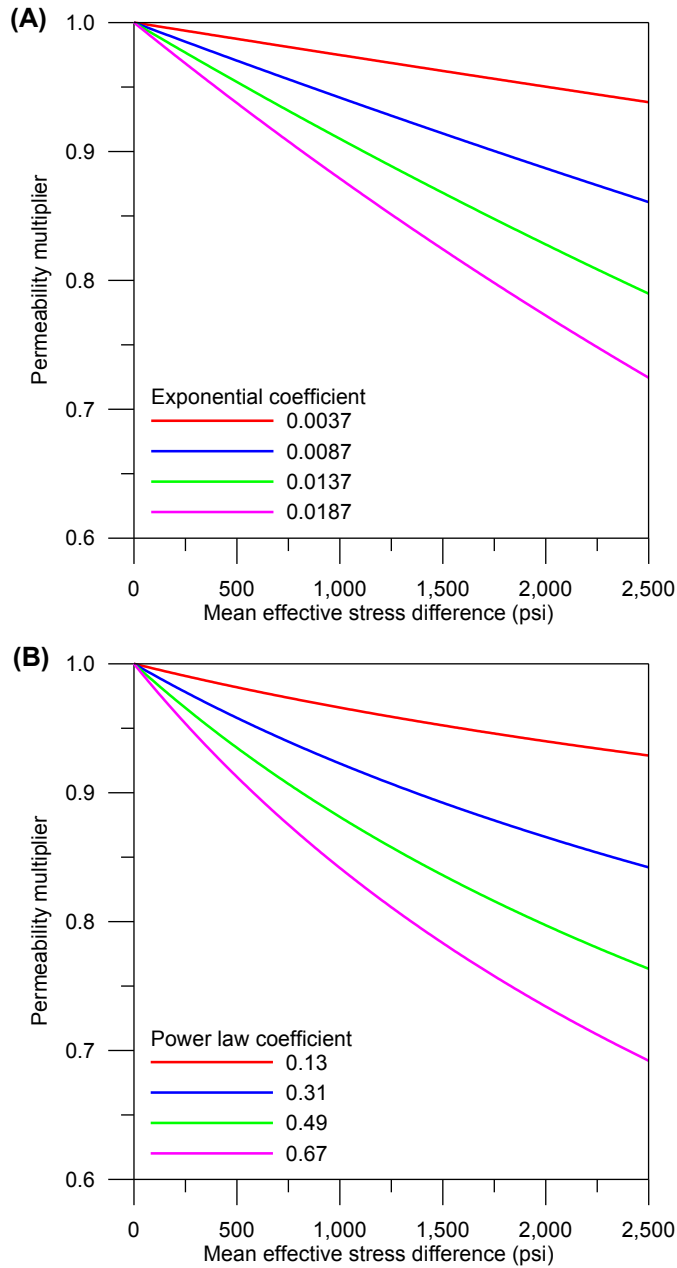 (A)
1.0
0.9
0.8
0.7
0.6
Permeability multiplier
Exponential coefficient
0.0037
0.0087
0.0137
0.0187
0 500 1,000 1,500 2,000 2,500
Mean effective stress difference (psi)
(B)
1.0
0.9
0.8
0.7
0.6
Permeability multiplier
Power law coefficient
0.13
0.31
0.49
0.67
0 500 1,000 1,500 2,000 2,500
Mean effective stress difference (psi)